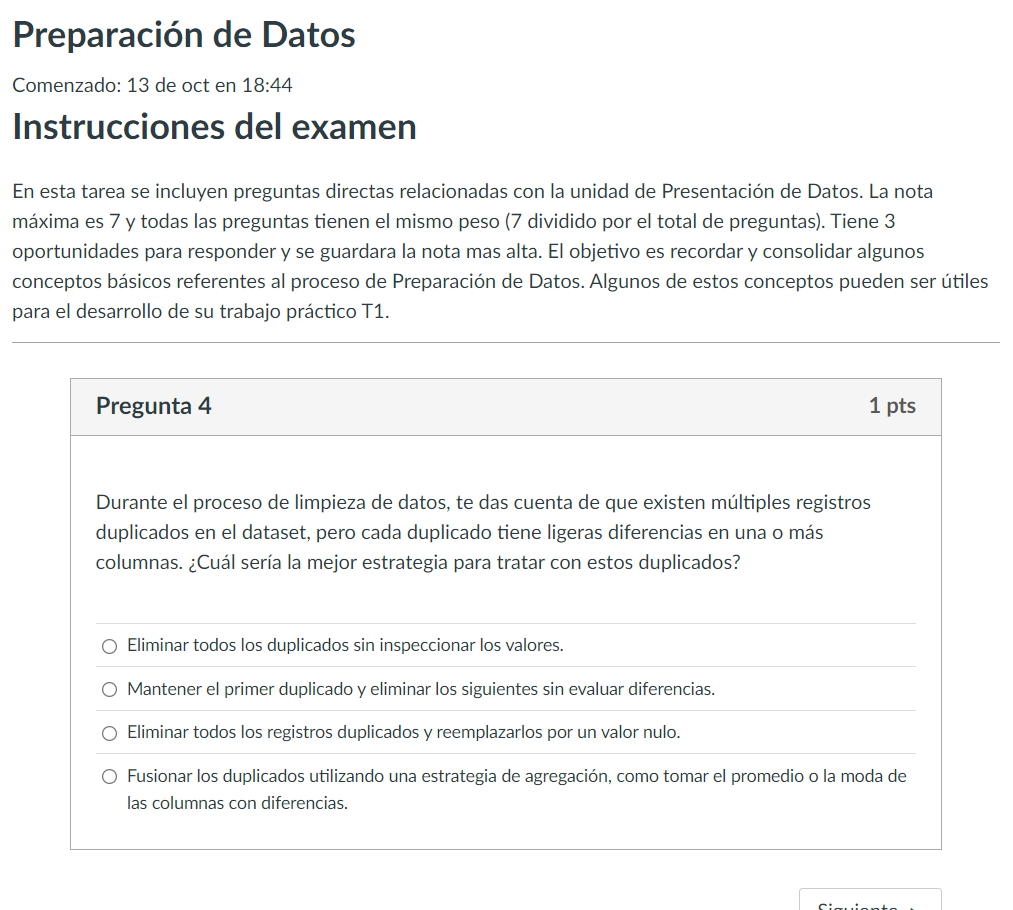 Preparación de Datos
Comenzado: 13 de oct en 18:44
Instrucciones del examen
En esta tarea se incluyen preguntas directas relacionadas con la unidad de Presentación de Datos. La nota
máxima es 7 y todas las preguntas tienen el mismo peso (7 dividido por el total de preguntas). Tiene 3
oportunidades para responder y se guardara la nota mas alta. El objetivo es recordar y consolidar algunos
conceptos básicos referentes al proceso de Preparación de Datos. Algunos de estos conceptos pueden ser útiles
para el desarrollo de su trabajo práctico T1.
Pregunta 4
1 pts
Durante el proceso de limpieza de datos, te das cuenta de que existen múltiples registros
duplicados en el dataset, pero cada duplicado tiene ligeras diferencias en una o más
columnas. ¿Cuál sería la mejor estrategia para tratar con estos duplicados?
Eliminar todos los duplicados sin inspeccionar los valores.
Mantener el primer duplicado y eliminar los siguientes sin evaluar diferencias.
Eliminar todos los registros duplicados y reemplazarlos por un valor nulo.
Fusionar los duplicados utilizando una estrategia de agregación, como tomar el promedio o la moda de
las columnas con diferencias.
Siguiente